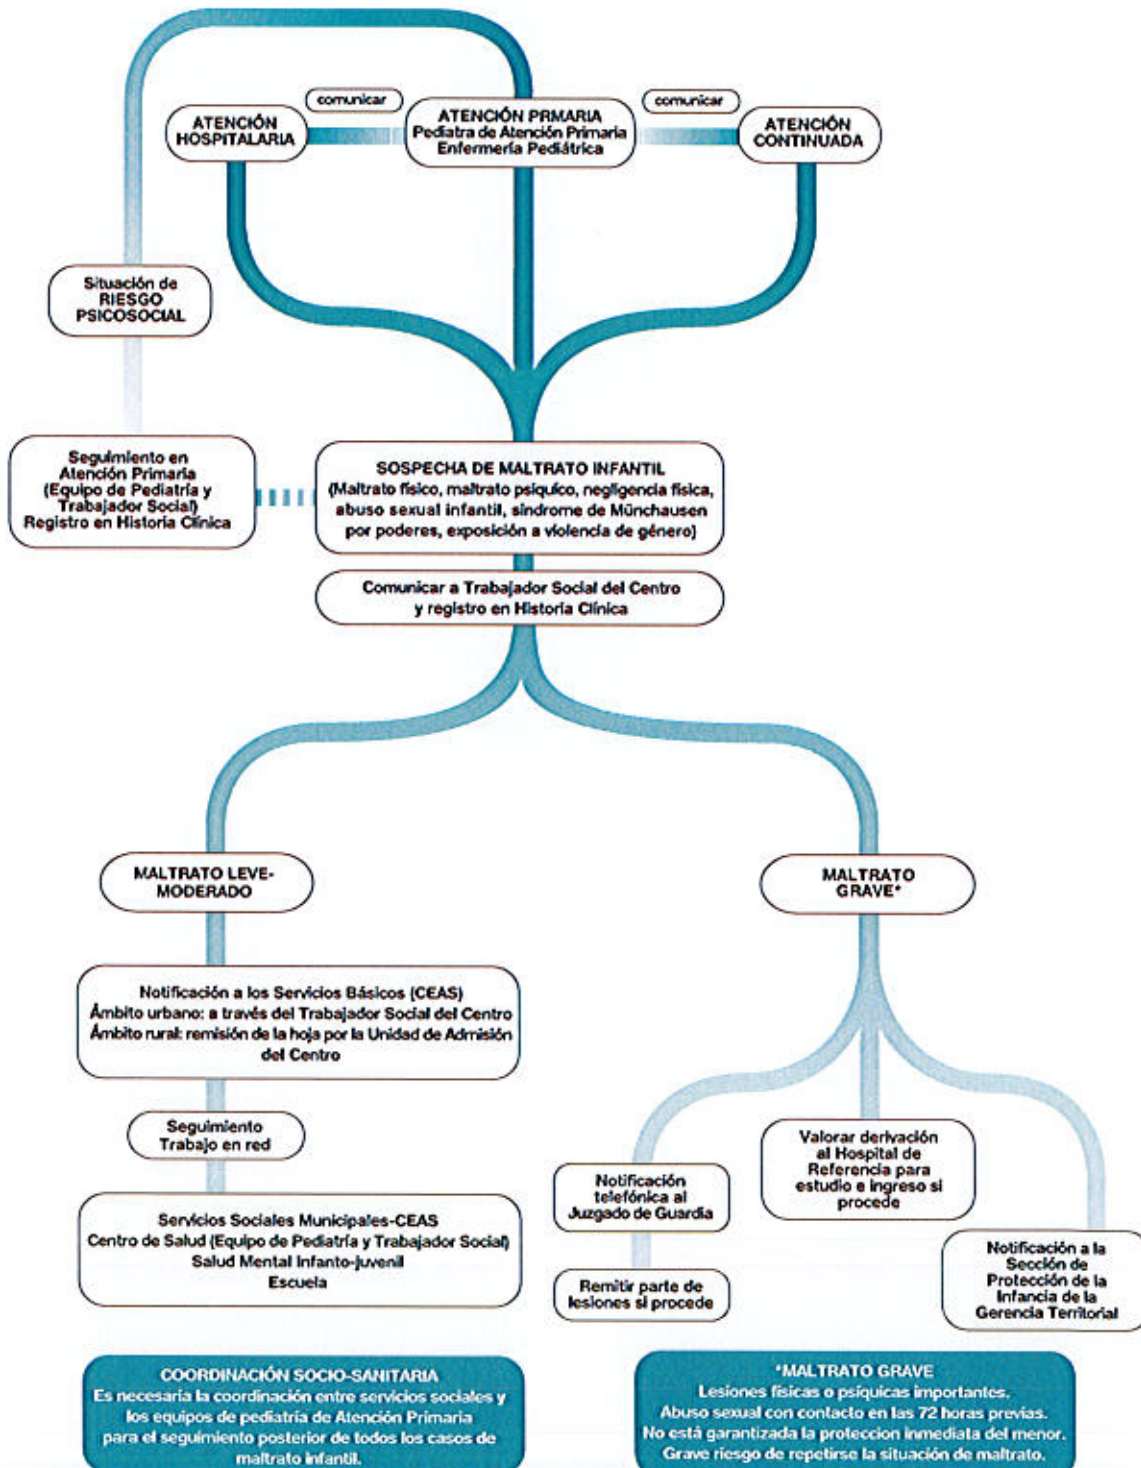 comunicar
comunicar
ATENCIÓN
HOSPITALARIA
ATENCIÓN PRMARIA
Pediatra de Atención Primaria
Enfermería Pediátrica
ATENCIÓN
CONTINUADA
Situación de
RIESGO
PSICOSOCIAL
Seguimiento en
Atención Primaria
(Equipo de Pediatría y
Trabajador Social)
Registro en Historia Clínica
SOSPECHA DE MALTRATO INFANTIL
(Maltrato físico, maltrato psíquico, negligencia física,
abuso sexual infantil, síndrome de Münchausen
por poderes, exposición a violencia de género)
Comunicar a Trabajador Social del Centro
y registro en Historia Clínica
MALTRATO LEVE-
MODERADO
MALTRATO
GRAVE*
Notificación a los Servicios Básicos (CEAS)
Ámbito urbano: a través del Trabajador Social del Centro
Ámbito rural: remisión de la hoja por la Unidad de Admisión
del Centro
Seguimiento
Trabajo en red
Servicios Sociales Municipales-CEAS
Centro de Salud (Equipo de Pediatría y Trabajador Social)
Salud Mental Infanto-juvenil
Escuela
Notificación
telefónica al
Juzgado de Guardia
Remitir parte de
lesiones si procede
Valorar derivación
al Hospital de
Referencia para
estudio e ingreso si
procede
Notificación a la
Sección de
Protección de la
Infancia de la
Gerencia Territorial
COORDINACIÓN SOCIO-SANITARIA
Es necesaria la coordinación entre servicios sociales y
los equipos de pediatría de Atención Primaria
para el seguimiento posterior de todos los casos de
maltrato infantil.
*MALTRATO GRAVE
Lesiones físicas o psíquicas importantes.
Abuso sexual con contacto en las 72 horas previas.
No está garantizada la proteccion inmediata del menor.
Grave riesgo de repetirse la situación de maltrato.